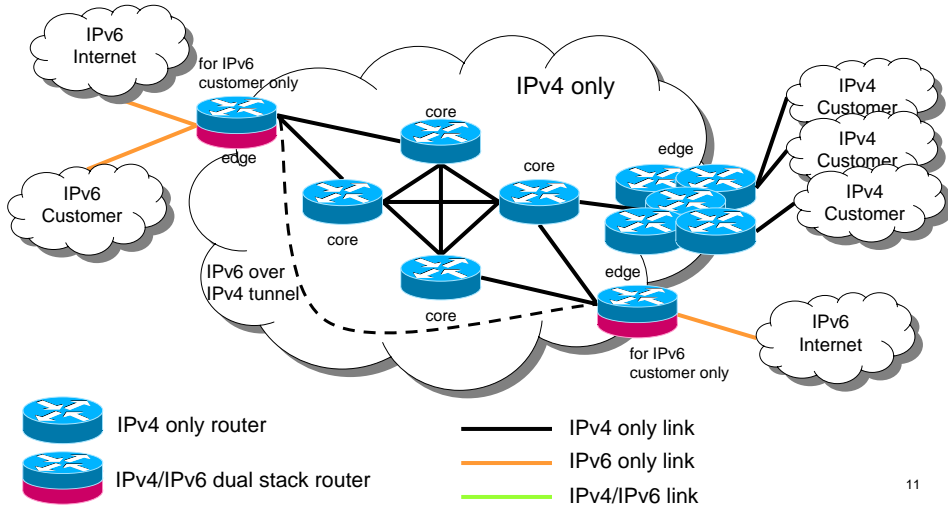 IPv6
Internet
for IPv6
customer only
edge
IPv6
Customer
IPv4 only
core
core
core
core
IPv6 over
IPv4 tunnel
edge
IPv4
Customer
IPv4
Customer
IPv4
Customer
edge
for IPv6
customer only
IPv6
Internet
IPv4 only router
IPv4/IPv6 dual stack router
IPv4 only link
IPv6 only link
IPv4/IPv6 link
11